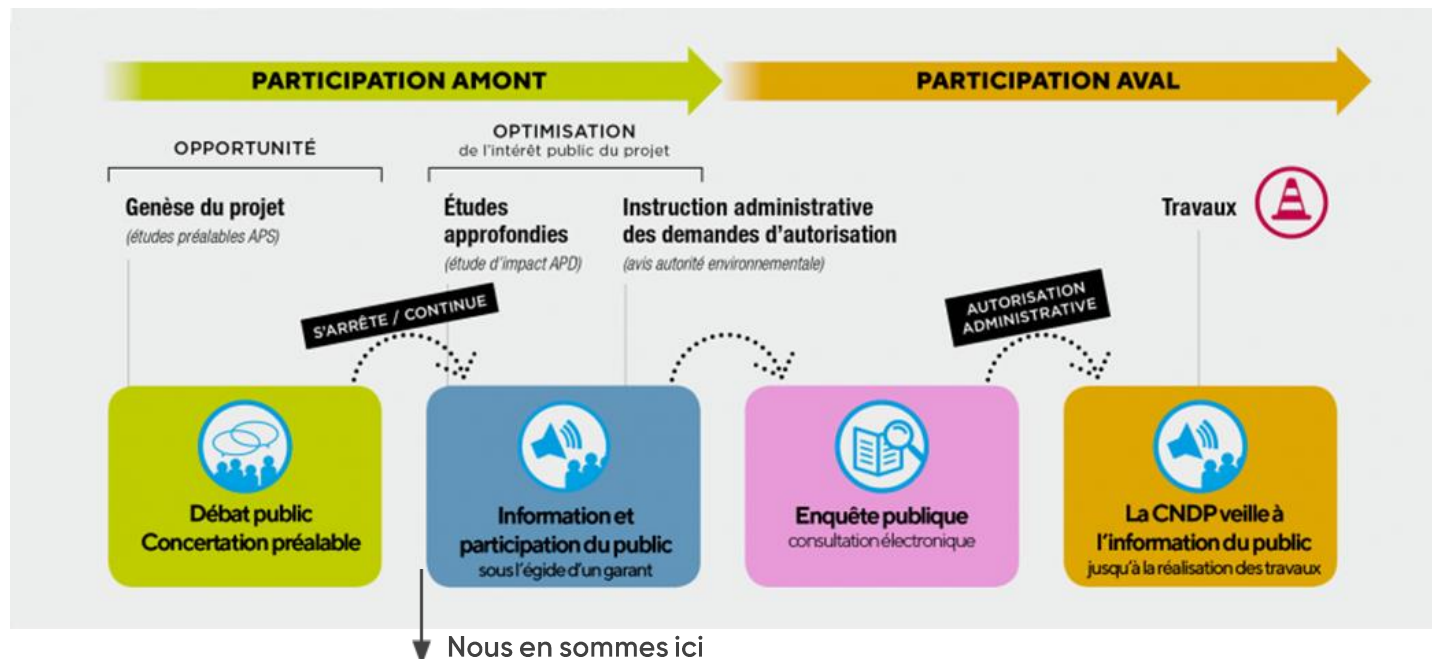 PARTICIPATION AMONT
PARTICIPATION AVAL
OPPORTUNITÉ
OPTIMISATION
de l'intérêt public du projet
Genèse du projet
(études préalables APS)
Études
approfondies
(étude d'impact APD)
Instruction administrative
des demandes d'autorisation
(avis autorité environnementale)
Travaux
S'ARRÊTE / CONTINUE
AUTORISATION
ADMINISTRATIVE
Débat public
Concertation préalable
Information et
participation du public
sous l'égide d'un garant
Enquête publique
consultation électronique
La CNDP veille à
l'information du public
jusqu'à la réalisation des travaux
Nous en sommes ici